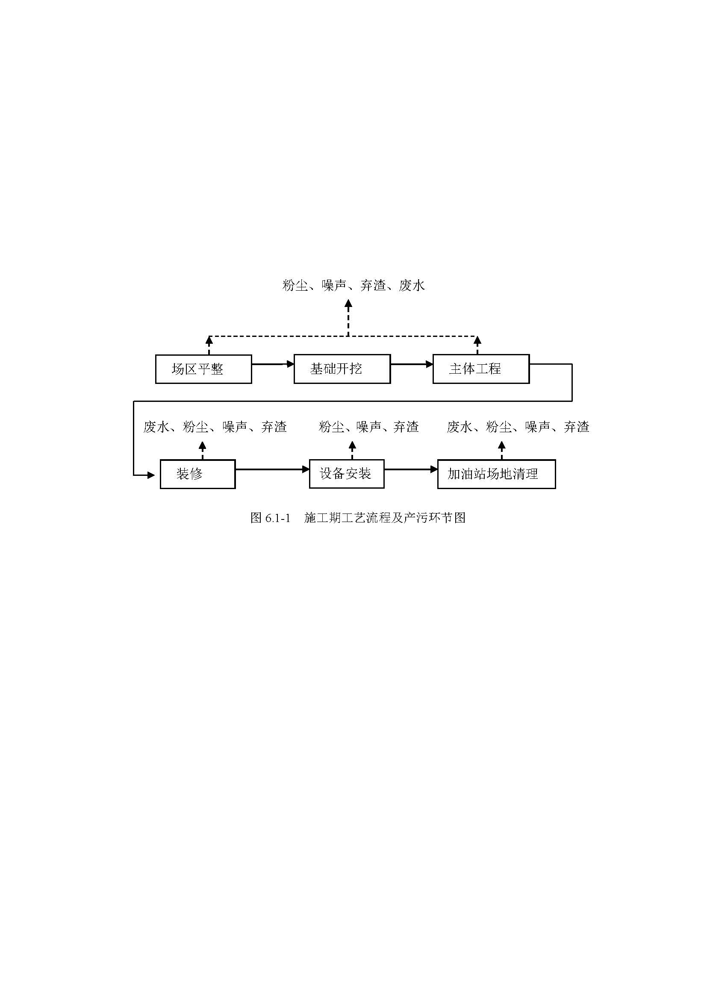 粉尘、噪声、弃渣、废水
场区平整 基础开挖 主体工程
废水、粉尘、噪声、弃渣 粉尘、噪声、弃渣 废水、粉尘、噪声、弃渣
装修 设备安装 加油站场地清理
图 6.1-1 施工期工艺流程及产污环节图